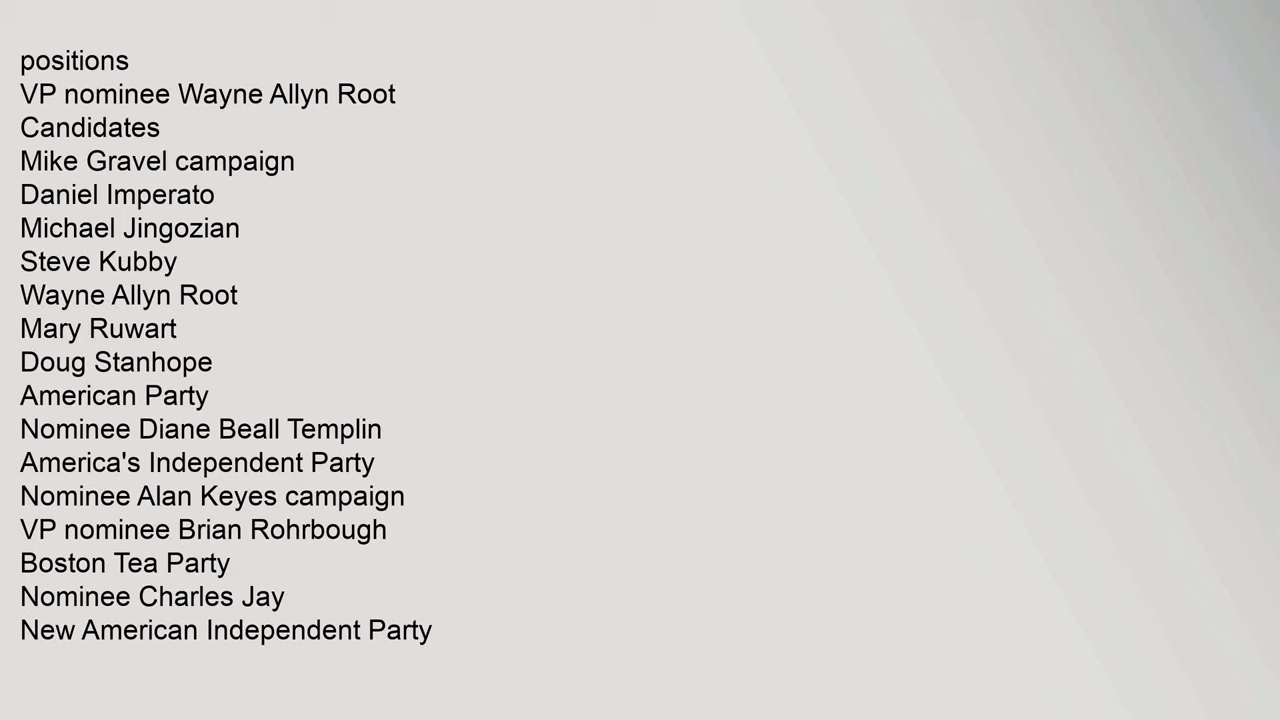 positions
VP nominee Wayne Allyn Root
Candidates
Mike Gravel campaign
Daniel Imperato
Michael Jingozian
Steve Kubby
Wayne Allyn Root
Mary Ruwart
Doug Stanhope
American Party
Nominee Diane Beall Templin
America's Independent Party
Nominee Alan Keyes campaign
VP nominee Brian Rohrbough
Boston Tea Party
Nominee Charles Jay
New American Independent Party